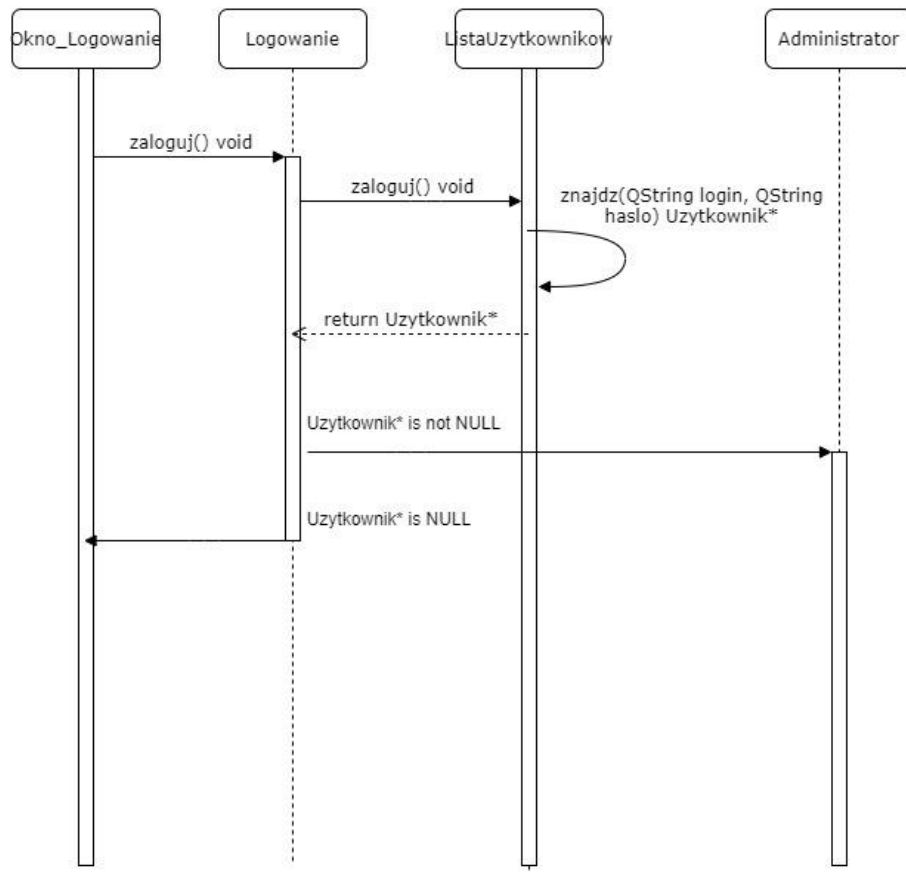 Okno_Logowanie
Logowanie
ListaUzytkownikow
Administrator
zaloguj() void
zaloguj() void
znajdz(QString login, QString
haslo) Uzytkownik*
return Uzytkownik*
Uzytkownik* is not NULL
Uzytkownik* is NULL